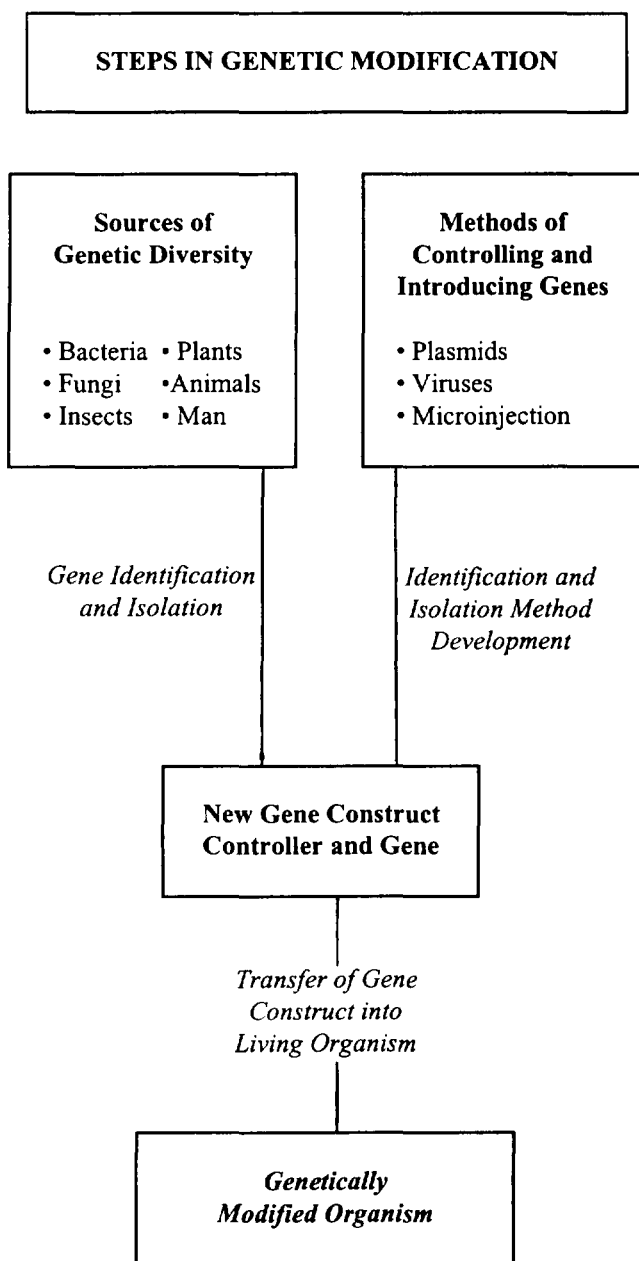 STEPS IN GENETIC MODIFICATION
Sources of
Genetic Diversity
• Bacteria • Plants
• Fungi •Animals
• Insects • Man
Methods of
Controlling and
Introducing Genes
• Plasmids
• Viruses
• Microinjection
Gene Identification
and Isolation
Identification and
Isolation Method
Development
New Gene Construct
Controller and Gene
Transfer of Gene
Construct into
Living Organism
Genetically
Modified Organism